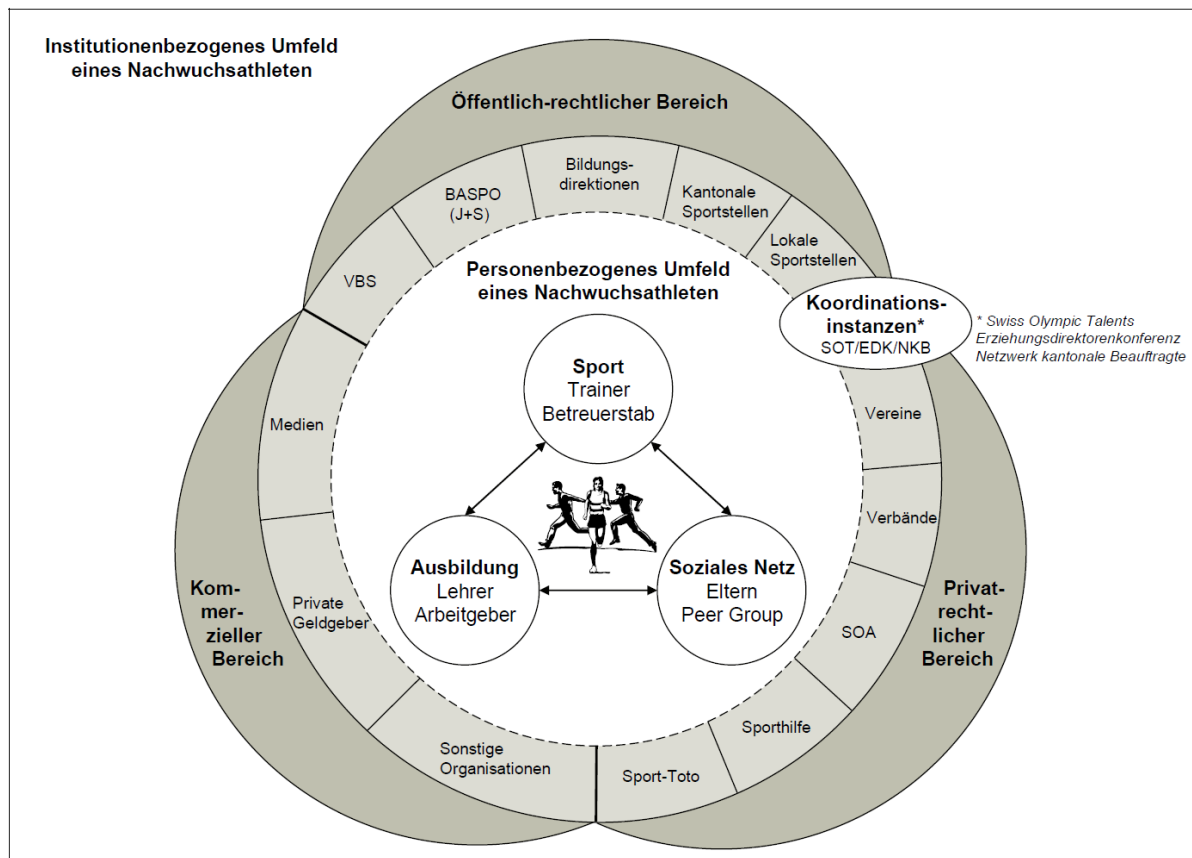 Institutionenbezogenes Umfeld
eines Nachwuchsathleten
Öffentlich-rechtlicher Bereich
Bildungs-
direktionen
BASPO
(J+S)
Kantonale
Sportstellen
Lokale
Sportstellen
VBS
Personenbezogenes Umfeld
eines Nachwuchsathleten
Koordinations-
instanzen*
SOT/EDK/NKB
* Swiss Olympic Talents
Erziehungsdirektorenkonferenz
Netzwerk kantonale Beauftragte
Sport
Trainer
Betreuerstab
Medien
Vereine
Verbände
Ausbildung
Lehrer
Arbeitgeber
Soziales Netz
Eltern
Peer Group
Kom-
merzieller
Bereich
Private
Geldgeber
SOA
Privat-
recht-
licher
Bereich
Sonstige
Organisationen
Sport-Toto
Sporthilfe